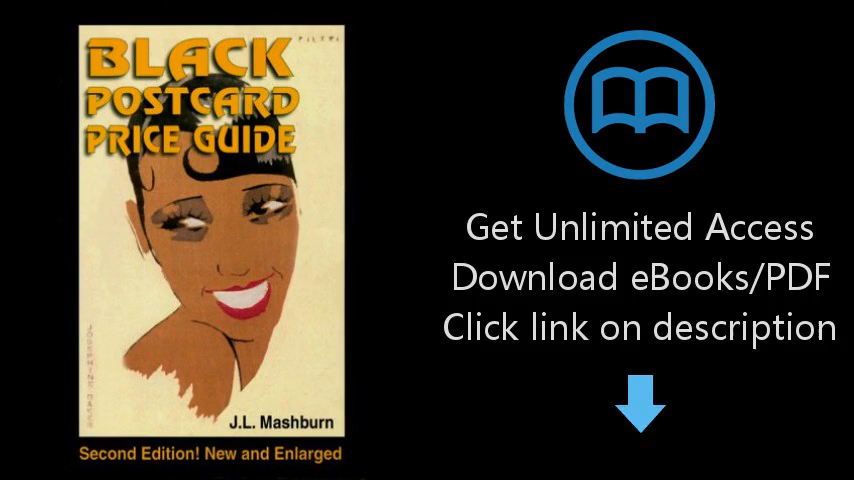 BLACK
POSTCARD
PRICE GUIDE
JOSEPHINE BAKER
J.L. Mashburn
Second Edition! New and Enlarged
Get Unlimited Access
Download eBooks/PDF
Click link on description